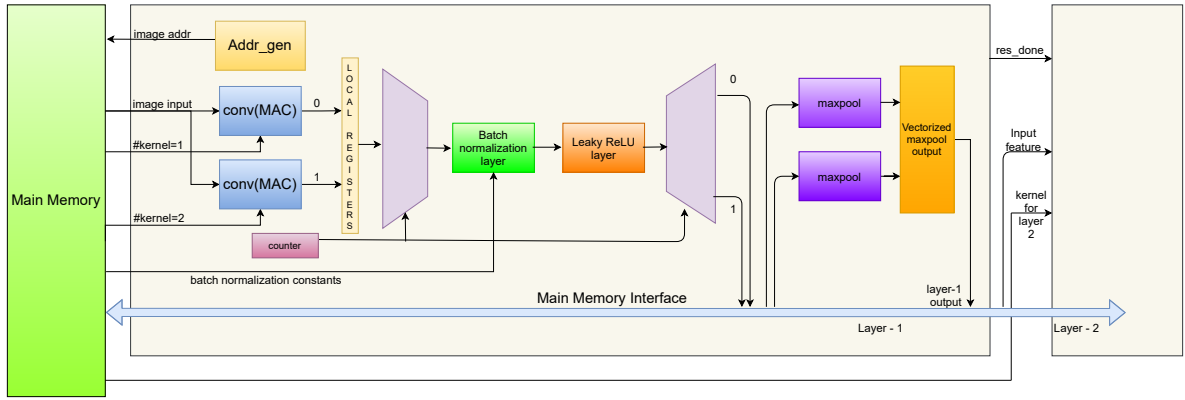 Main Memory
image addr
Addr_gen
image input
conv(MAC)
0
#kernel=1
conv(MAC)
1
#kernel=2
LOCAL REGISTERS
counter
batch normalization constants
Batch
normalization
layer
Leaky ReLU
layer
0
1
maxpool
maxpool
Vectorized
maxpool
output
layer-1
output
Main Memory Interface
Layer - 1
res_done
Input
feature
kernel
for
layer
2
Layer - 2